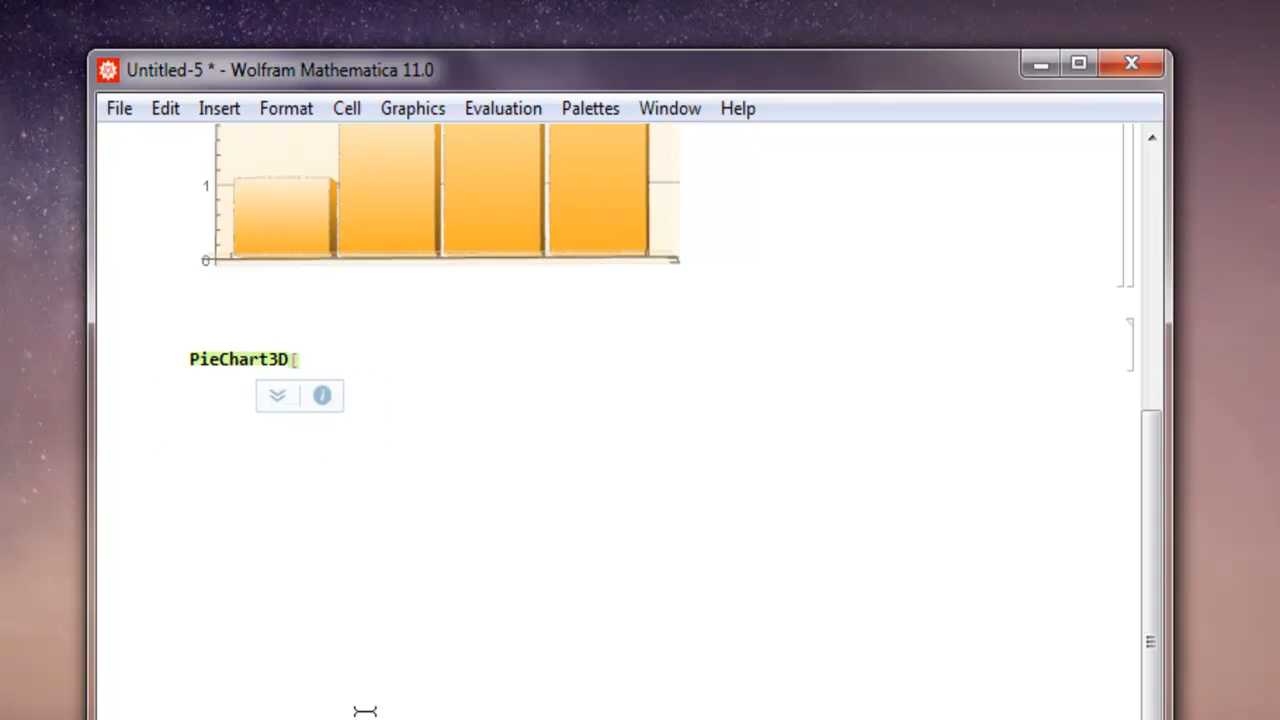 Untitled-5 * - Wolfram Mathematica 11.0
File Edit Insert Format Cell Graphics Evaluation Palettes Window Help
1
0
PieChart3D[
i